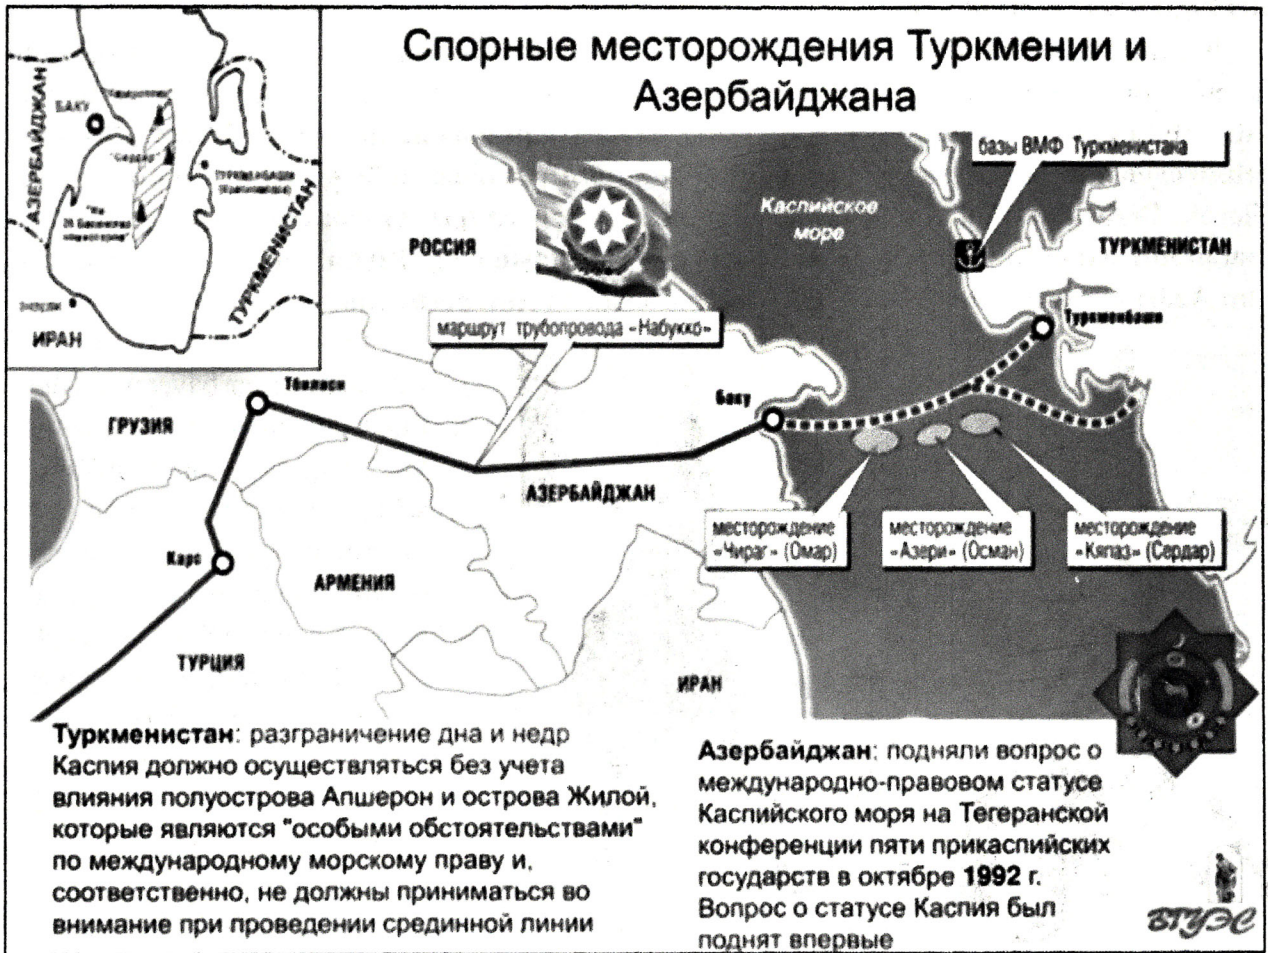 Спорные месторождения Туркмении и
Азербайджана
АЗЕРБАЙДЖАН
БАКУ
"Сердар"
ТУРКМЕНБАШИ
ТУРКМЕНИСТАН
ИРАН
базы ВМФ Туркменистана
Каспийское
море
РОССИЯ
ТУРКМЕНИСТАН
маршрут трубопровода «Набукко»
Туркменбаши
Тбилиси
Баку
ГРУЗИЯ
АЗЕРБАЙДЖАН
месторождение
«Чираг» (Омар)
месторождение
«Азери» (Осман)
месторождение
«Кяпаз» (Сердар)
Карс
АРМЕНИЯ
ТУРЦИЯ
ИРАН
Туркменистан: разграничение дна и недр
Каспия должно осуществляться без учета
влияния полуострова Апшерон и острова Жилой,
которые являются "особыми обстоятельствами"
по международному морскому праву и,
соответственно, не должны приниматься во
внимание при проведении срединной линии
Азербайджан: подняли вопрос о
международно-правовом статусе
Каспийского моря на Тегеранской
конференции пяти прикаспийских
государств в октябре 1992 г.
Вопрос о статусе Каспия был
поднят впервые
ВГУЭС